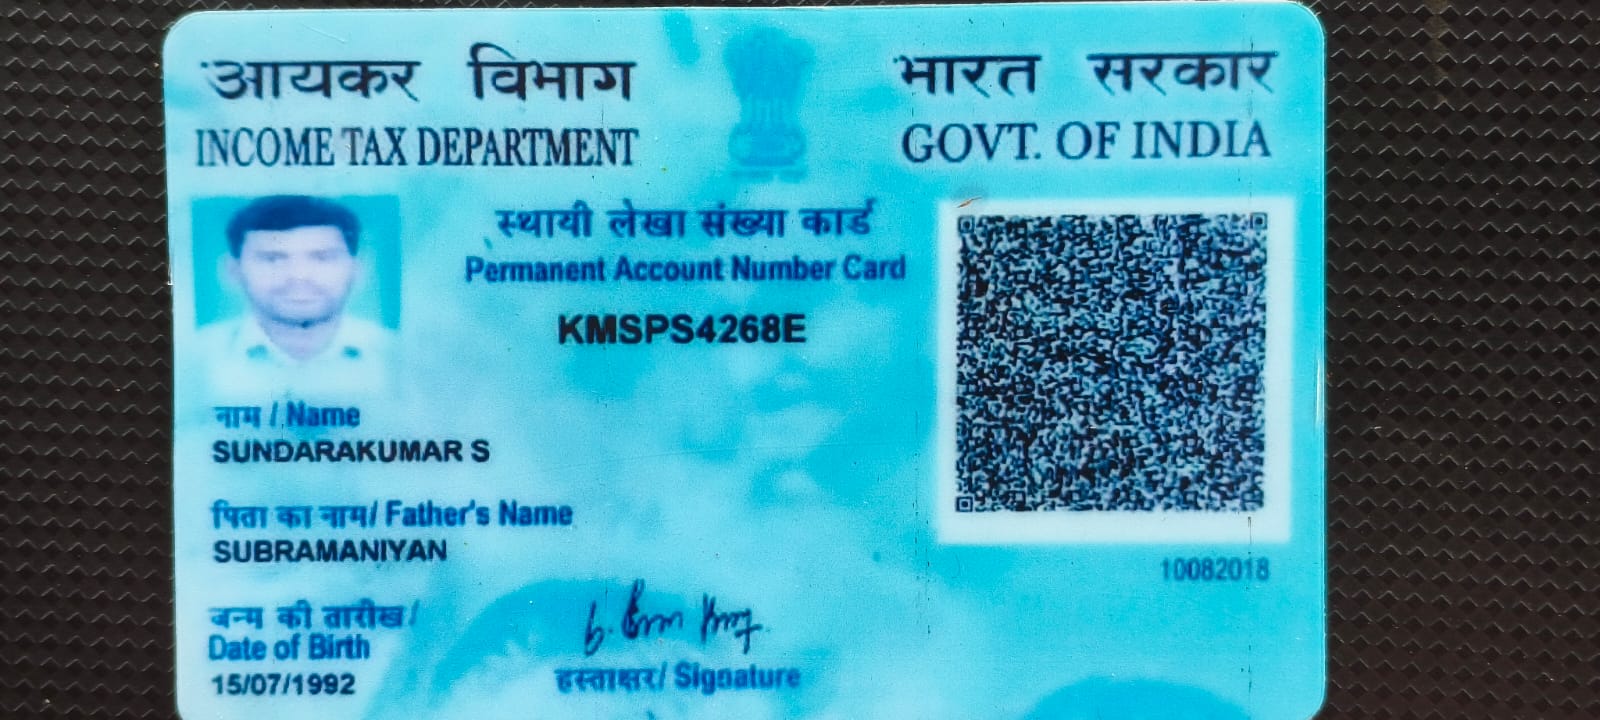 आयकर विभाग
INCOME TAX DEPARTMENT
भारत सरकार
GOVT. OF INDIA
स्थायी लेखा संख्या कार्ड
Permanent Account Number Card
KMSPS4268E
नाम / Name
SUNDARAKUMAR S
पिता का नाम/ Father's Name
SUBRAMANIYAN
जन्म की तारीख/
Date of Birth
15/07/1992
हस्ताक्षर/ Signature
10082018